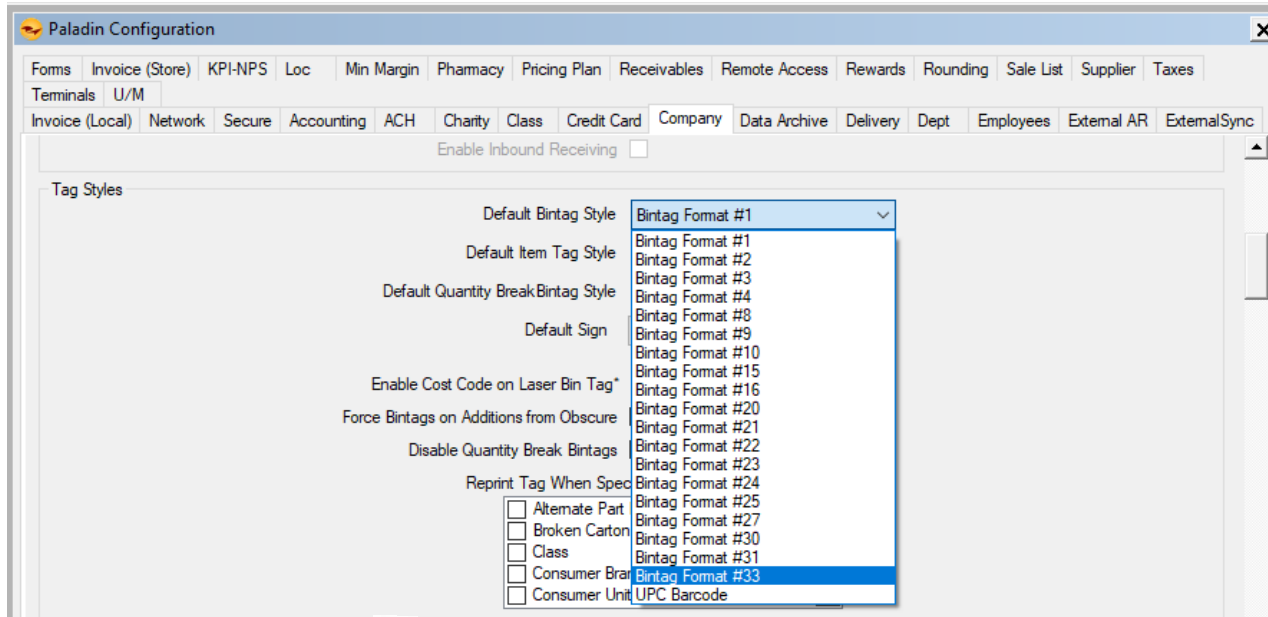 Paladin Configuration
Forms Invoice (Store) KPI-NPS Loc Min Margin Pharmacy Pricing Plan Receivables Remote Access Rewards Rounding Sale List Supplier Taxes
Terminals U/M
Invoice (Local) Network Secure Accounting ACH Charity Class Credit Card Company Data Archive Delivery Dept Employees External AR ExternalSync
Enable Inbound Receiving
Tag Styles
Default Bintag Style Bintag Format #1
Bintag Format #1
Default Item Tag Style Bintag Format #2
Bintag Format #3
Default Quantity Break Bintag Style Bintag Format #4
Bintag Format #8
Default Sign Bintag Format #9
Bintag Format #10
Bintag Format #15
Enable Cost Code on Laser Bin Tag* Bintag Format #16
Force Bintags on Additions from Obscure Bintag Format #20
Bintag Format #21
Disable Quantity Break Bintags Bintag Format #22
Bintag Format #23
Reprint Tag When Spec Bintag Format #24
Alternate Part Bintag Format #25
Broken Carton Bintag Format #27
Bintag Format #30
Class Bintag Format #31
Consumer Bran Bintag Format #33
Consumer Unit UPC Barcode